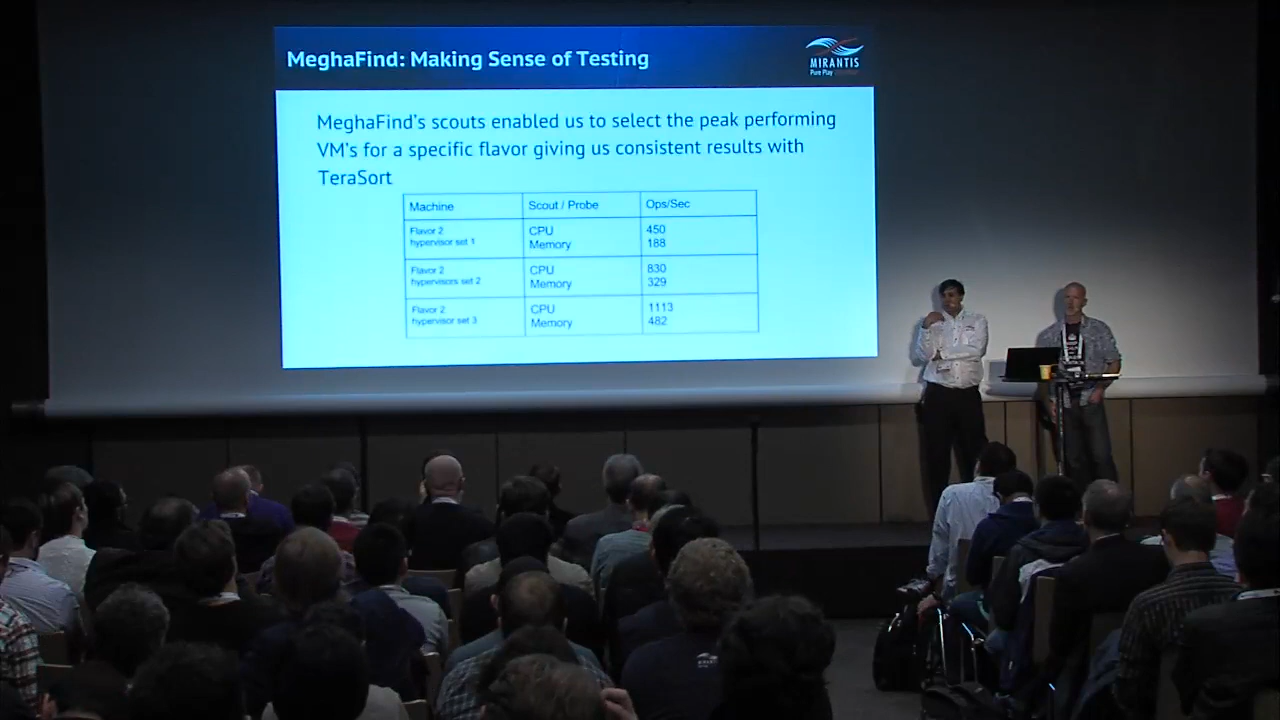 MeghaFind: Making Sense of Testing
MIRANTIS
Pure Play
MeghaFind's scouts enabled us to select the peak performing
VM's for a specific flavor giving us consistent results with
TeraSort
Machine Scout / Probe Ops/Sec
Flavor 2
hypervisor set 1
CPU
Memory
450
188
Flavor 2
hypervisors set 2
CPU
Memory
830
329
Flavor 2
hypervisor set 3
CPU
Memory
1113
482